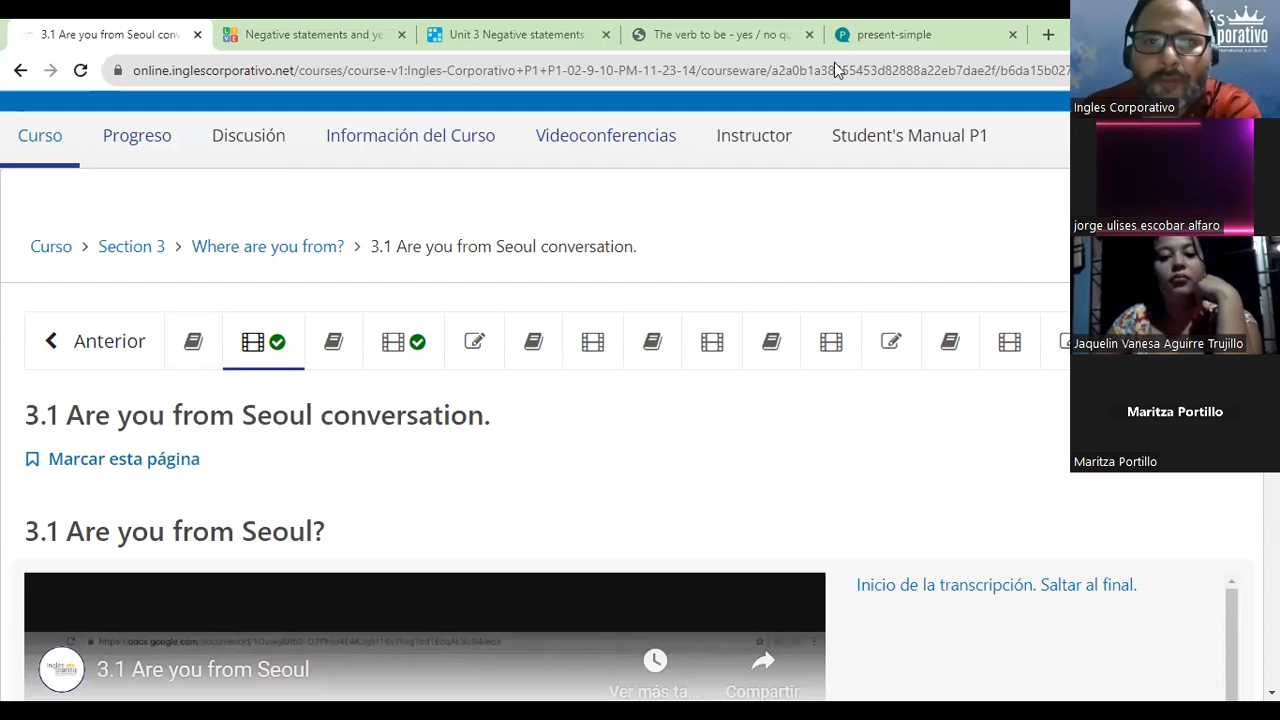 3.1 Are you from Seoul con
Negative statements and ye
Unit 3 Negative statements
The verb to be - yes / no qu
present-simple
online.inglescorporativo.net/courses/course-v1:Ingles-Corporativo+P1+P1-02-9-10-PM-11-23-14/courseware/
Curso
Progreso
Discusión
Información del Curso
Videoconferencias
Instructor
Student's Manual P1
Curso > Section 3 > Where are you from? > 3.1 Are you from Seoul conversation.
Anterior
3.1 Are you from Seoul conversation.
Marcar esta página
3.1 Are you from Seoul?
Inicio de la transcripción. Saltar al final.
3.1 Are you from Seoul
Ver más ta...
Compartir
Ingles Corporativo
jorge ulises escobar alfaro
Jaquelin Vanesa Aguirre Trujillo
Maritza Portillo
Maritza Portillo